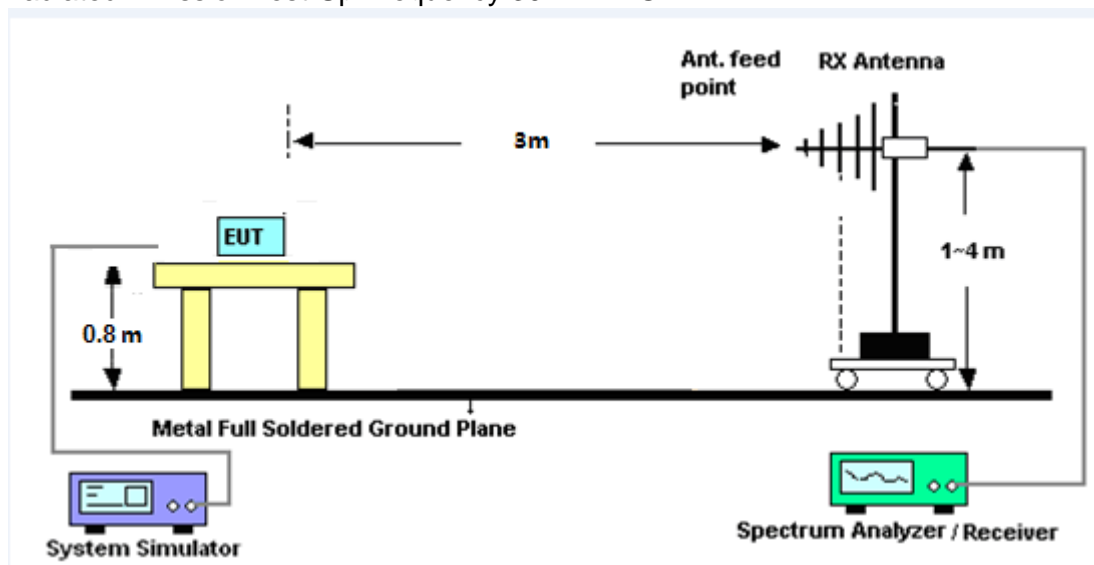 Ant. feed
point
RX Antenna
3m
EUT
1~4 m
0.8 m
Metal Full Soldered Ground Plane
System Simulator
Spectrum Analyzer / Receiver